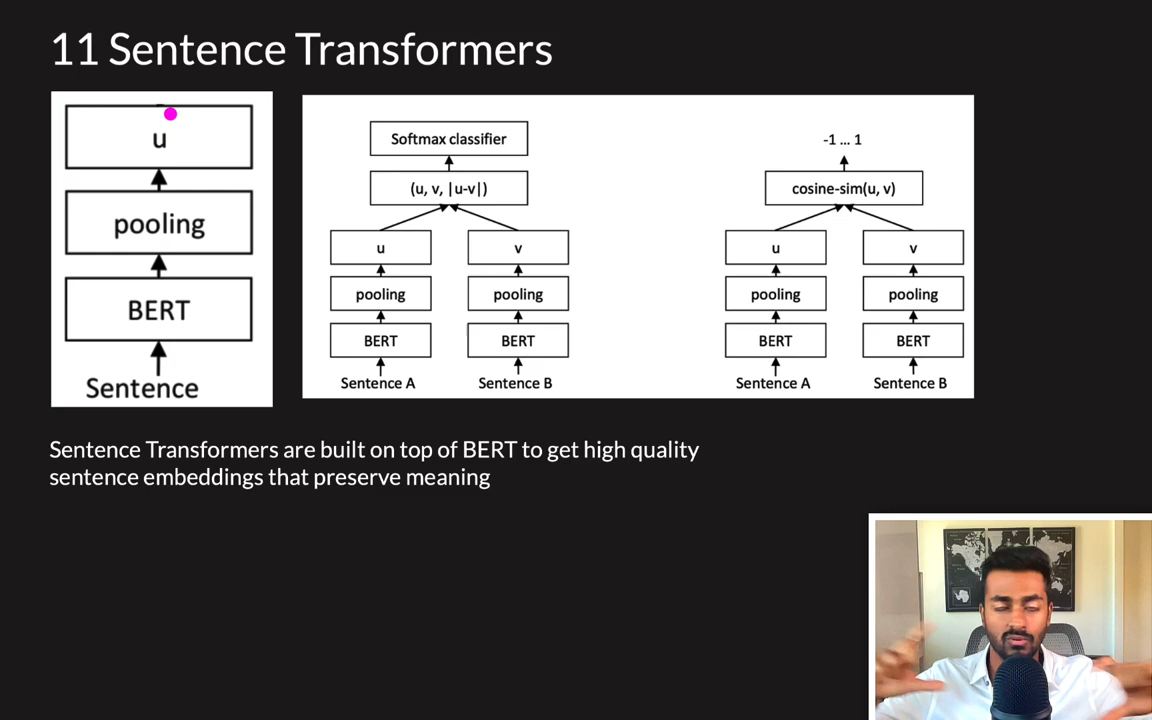 11 Sentence Transformers
u
pooling
BERT
Sentence
Softmax classifier
(u, v, |u-v|)
u v
pooling pooling
BERT BERT
Sentence A Sentence B
-1 ... 1
cosine-sim(u, v)
u v
pooling pooling
BERT BERT
Sentence A Sentence B
Sentence Transformers are built on top of BERT to get high quality
sentence embeddings that preserve meaning